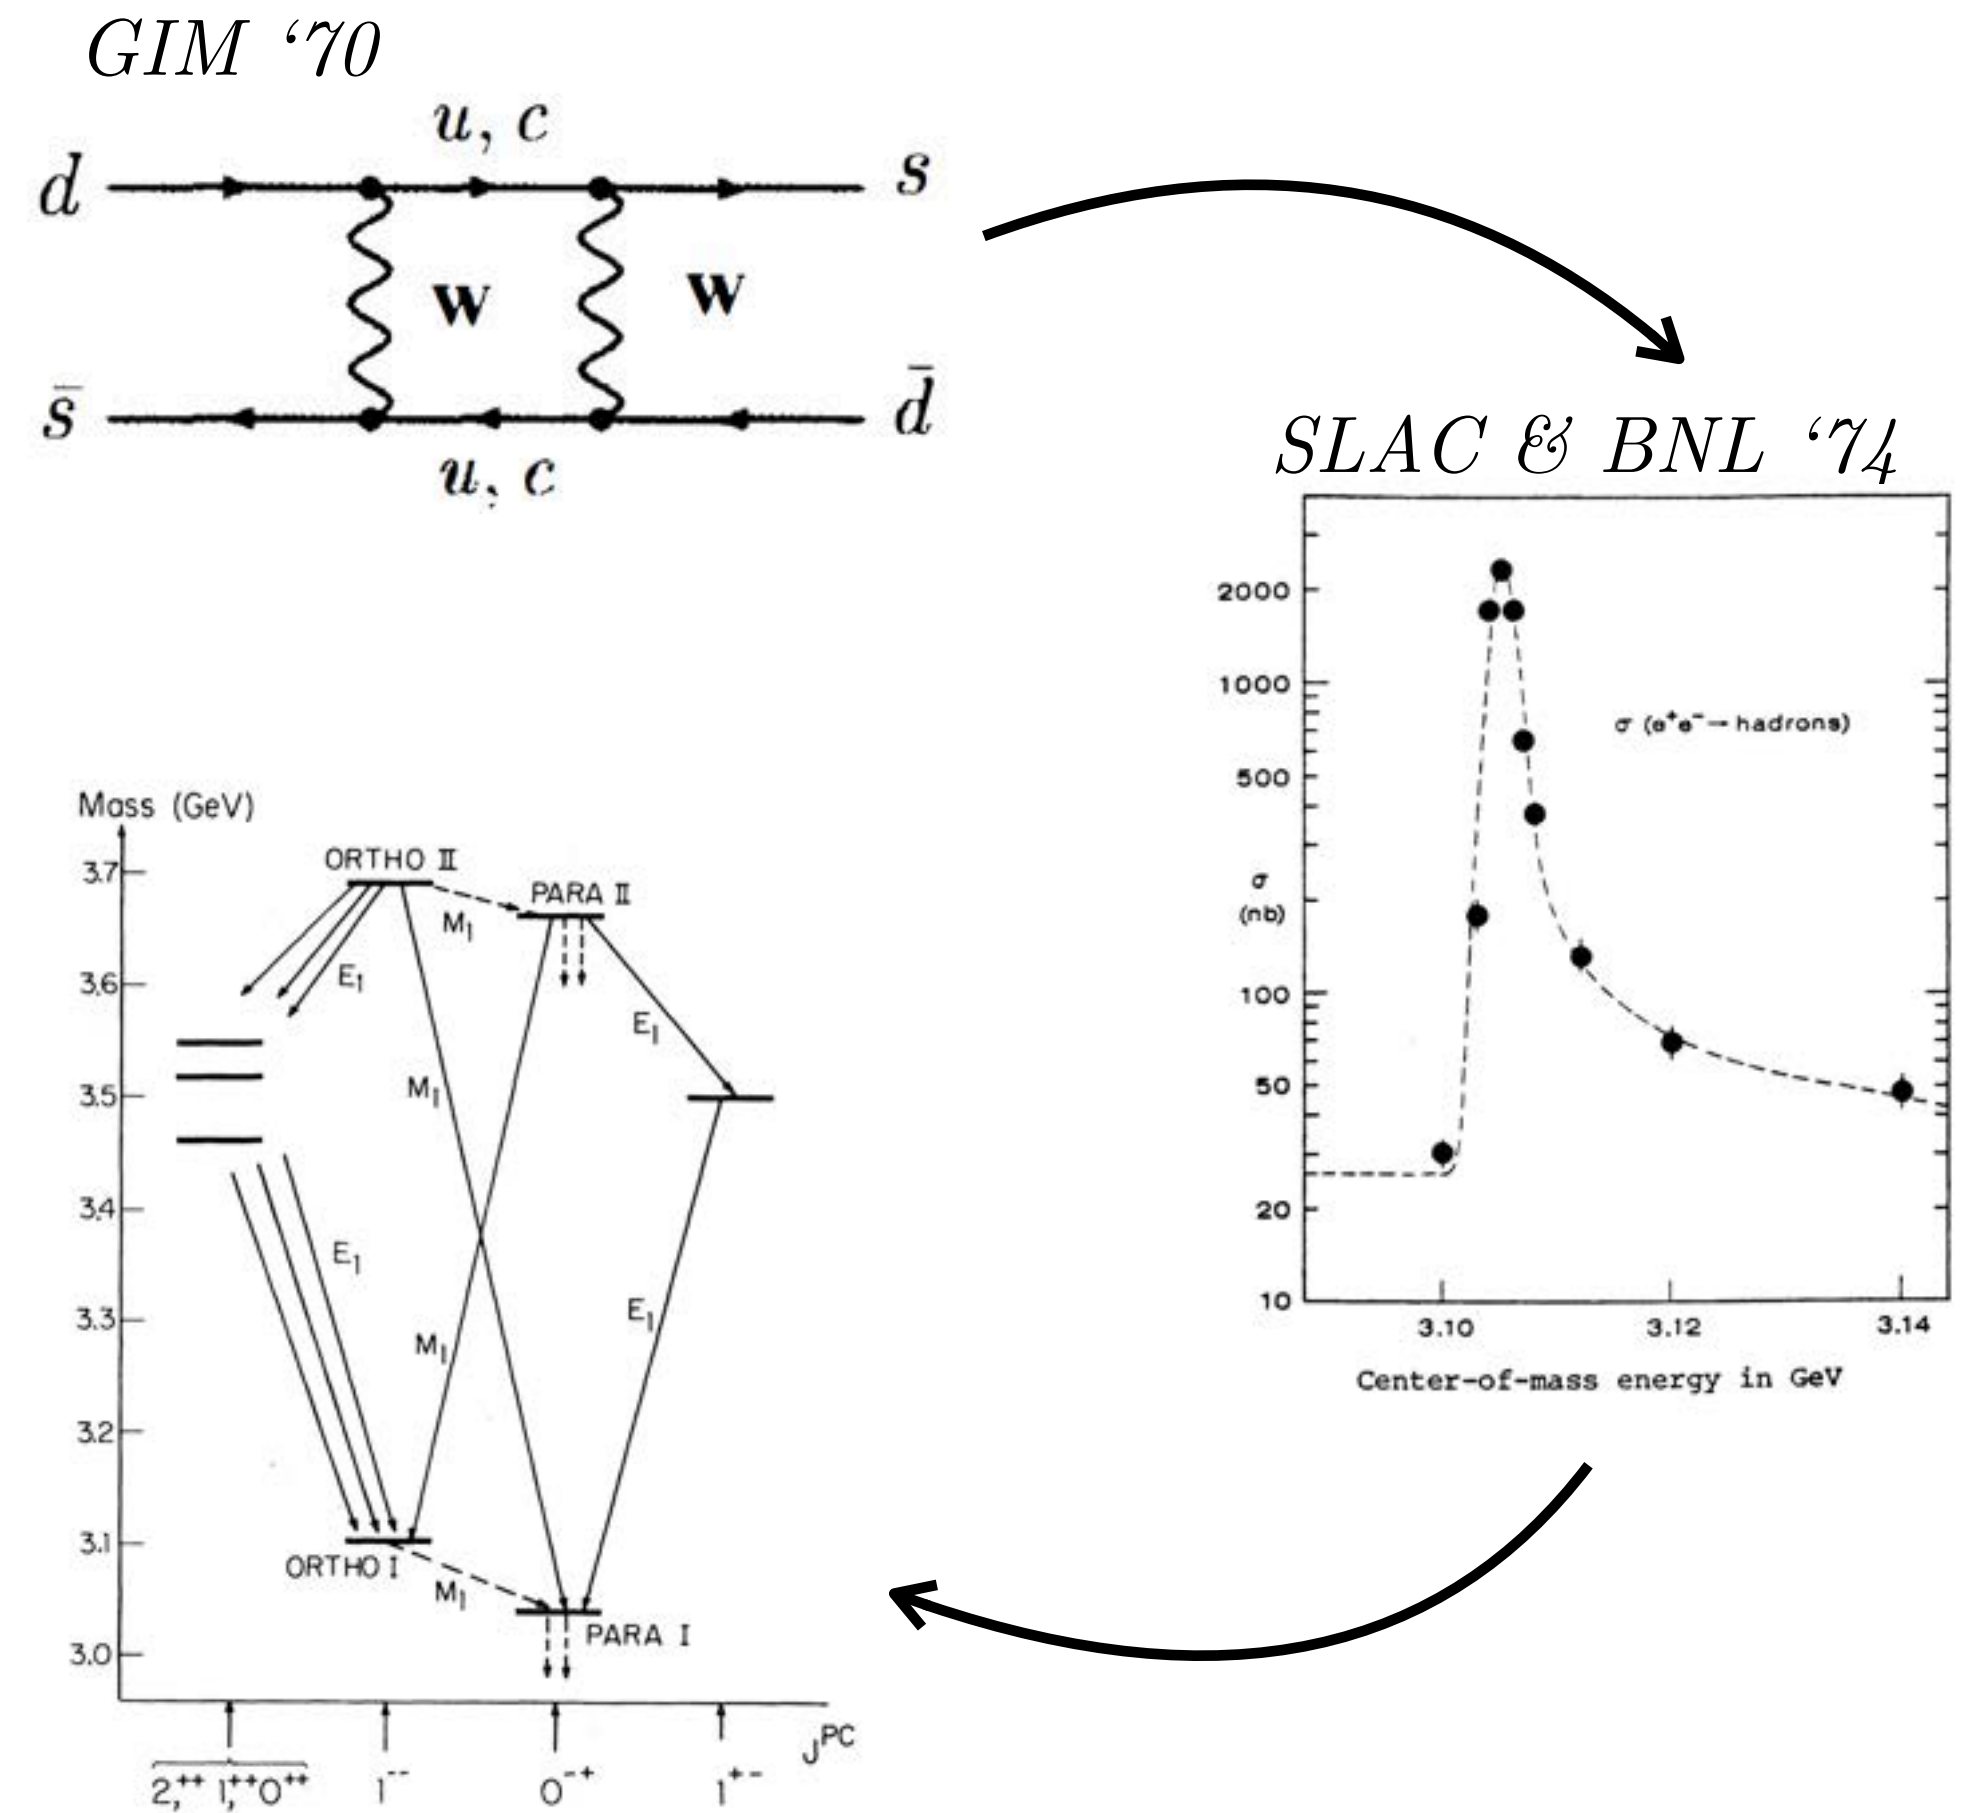 GIM ‘70
u, c
d
s
W
W
s̄
d̄
u, c
SLAC & BNL ‘74
2000
1000
σ (e⁺e⁻→ hadrons)
500
σ
(nb)
100
50
20
10
3.10 3.12 3.14
Center-of-mass energy in GeV
Mass (GeV)
ORTHO II
3.7
PARA II
M₁
3.6
E₁
E₁
3.5
M₁
3.4
E₁
3.3
E₁
M₁
3.2
3.1
ORTHO I
M₁
PARA I
3.0
Jᴾᶜ
2,⁺⁺ 1,⁺⁺ 0⁺⁺ 1⁻⁻ 0⁻⁺ 1⁺⁻